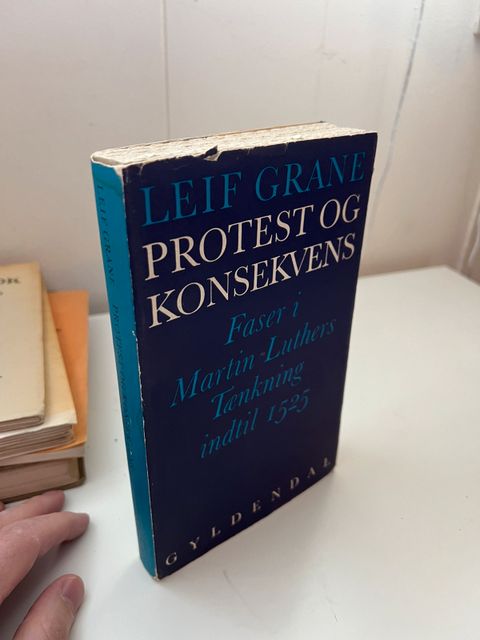 LEIF GRANE
PROTEST OG
KONSEKVENS
Faser i
Martin Luthers
Tænkning
indtil 1525
GYLDENDAL
LEIF GRANE